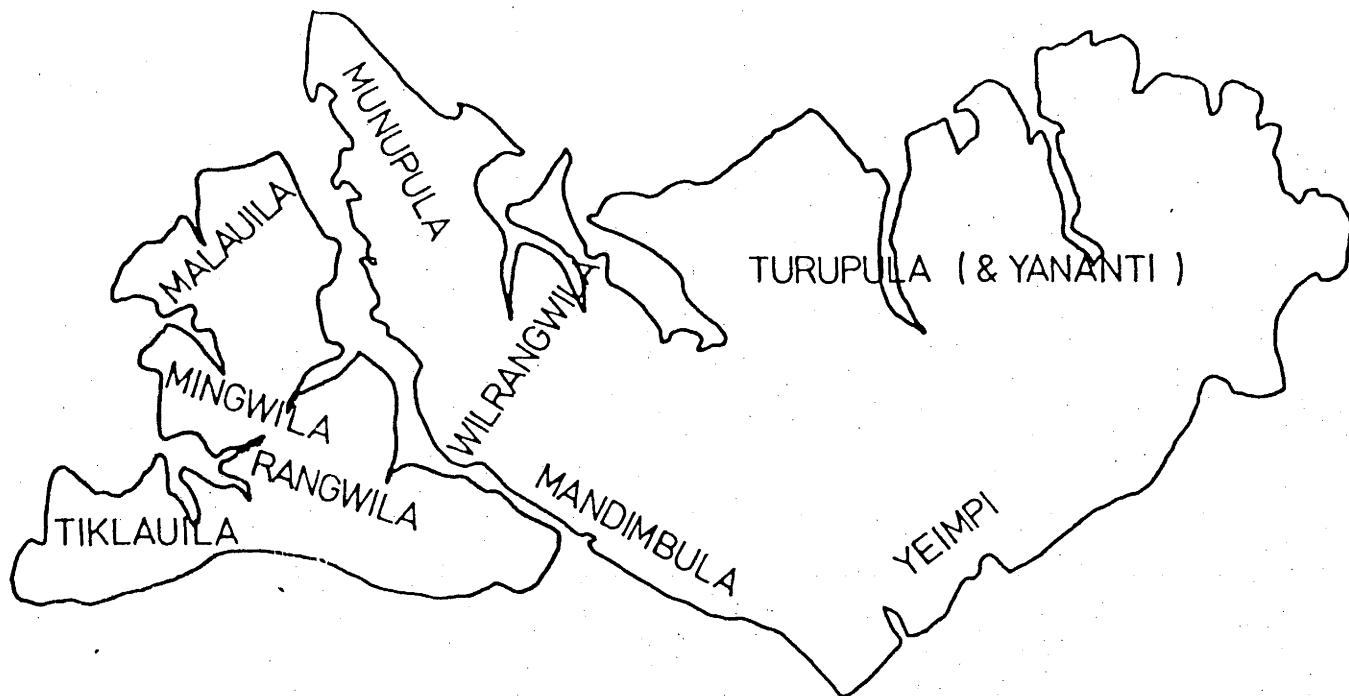 MUNUPULA
MALAUILA
TURUPULA (& YANANTI)
WILRANGWILA
MINGWILA
RANGWILA
TIKLAUILA
MANDIMBULA
YEIMPI